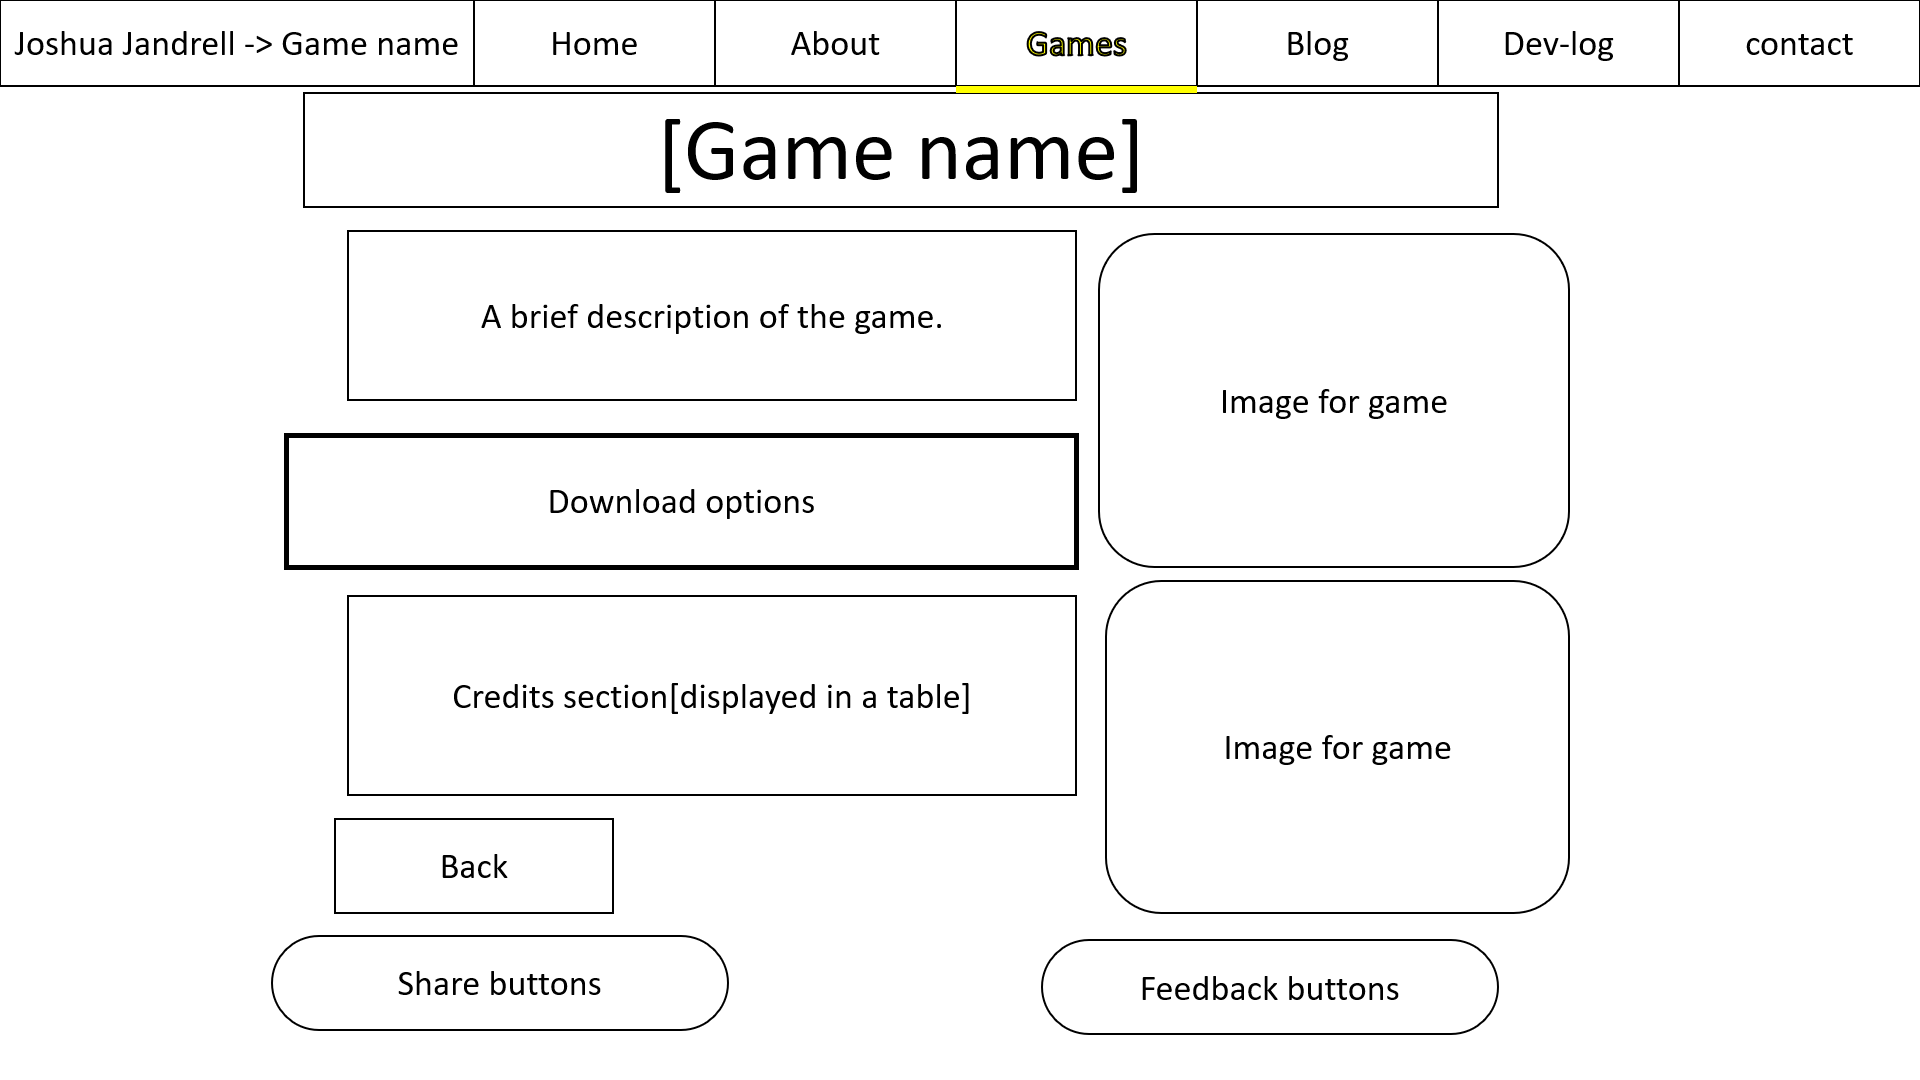 Joshua Jandrell -> Game name
Home
About
Games
Blog
Dev-log
contact
[Game name]
A brief description of the game.
Image for game
Download options
Credits section[displayed in a table]
Image for game
Back
Share buttons
Feedback buttons